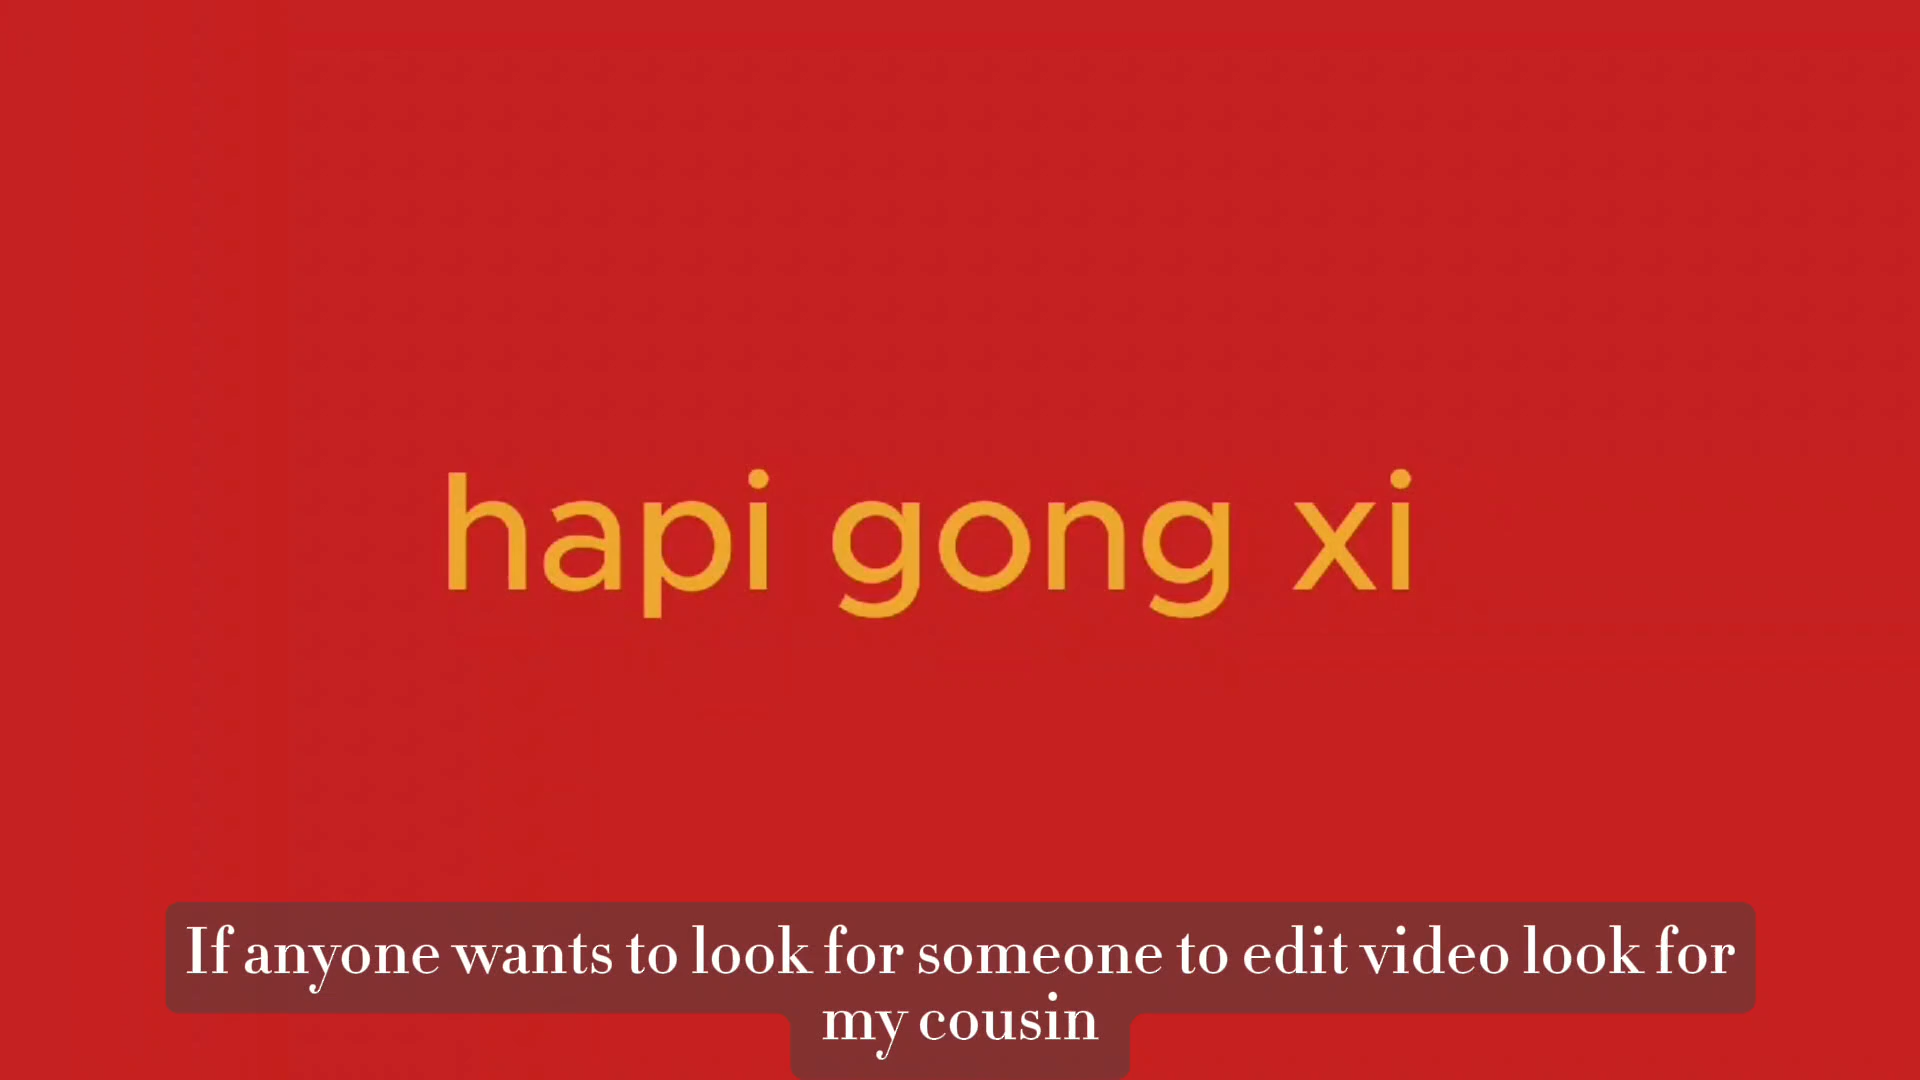 hapi gong xi
If anyone wants to look for someone to edit video look for
my cousin